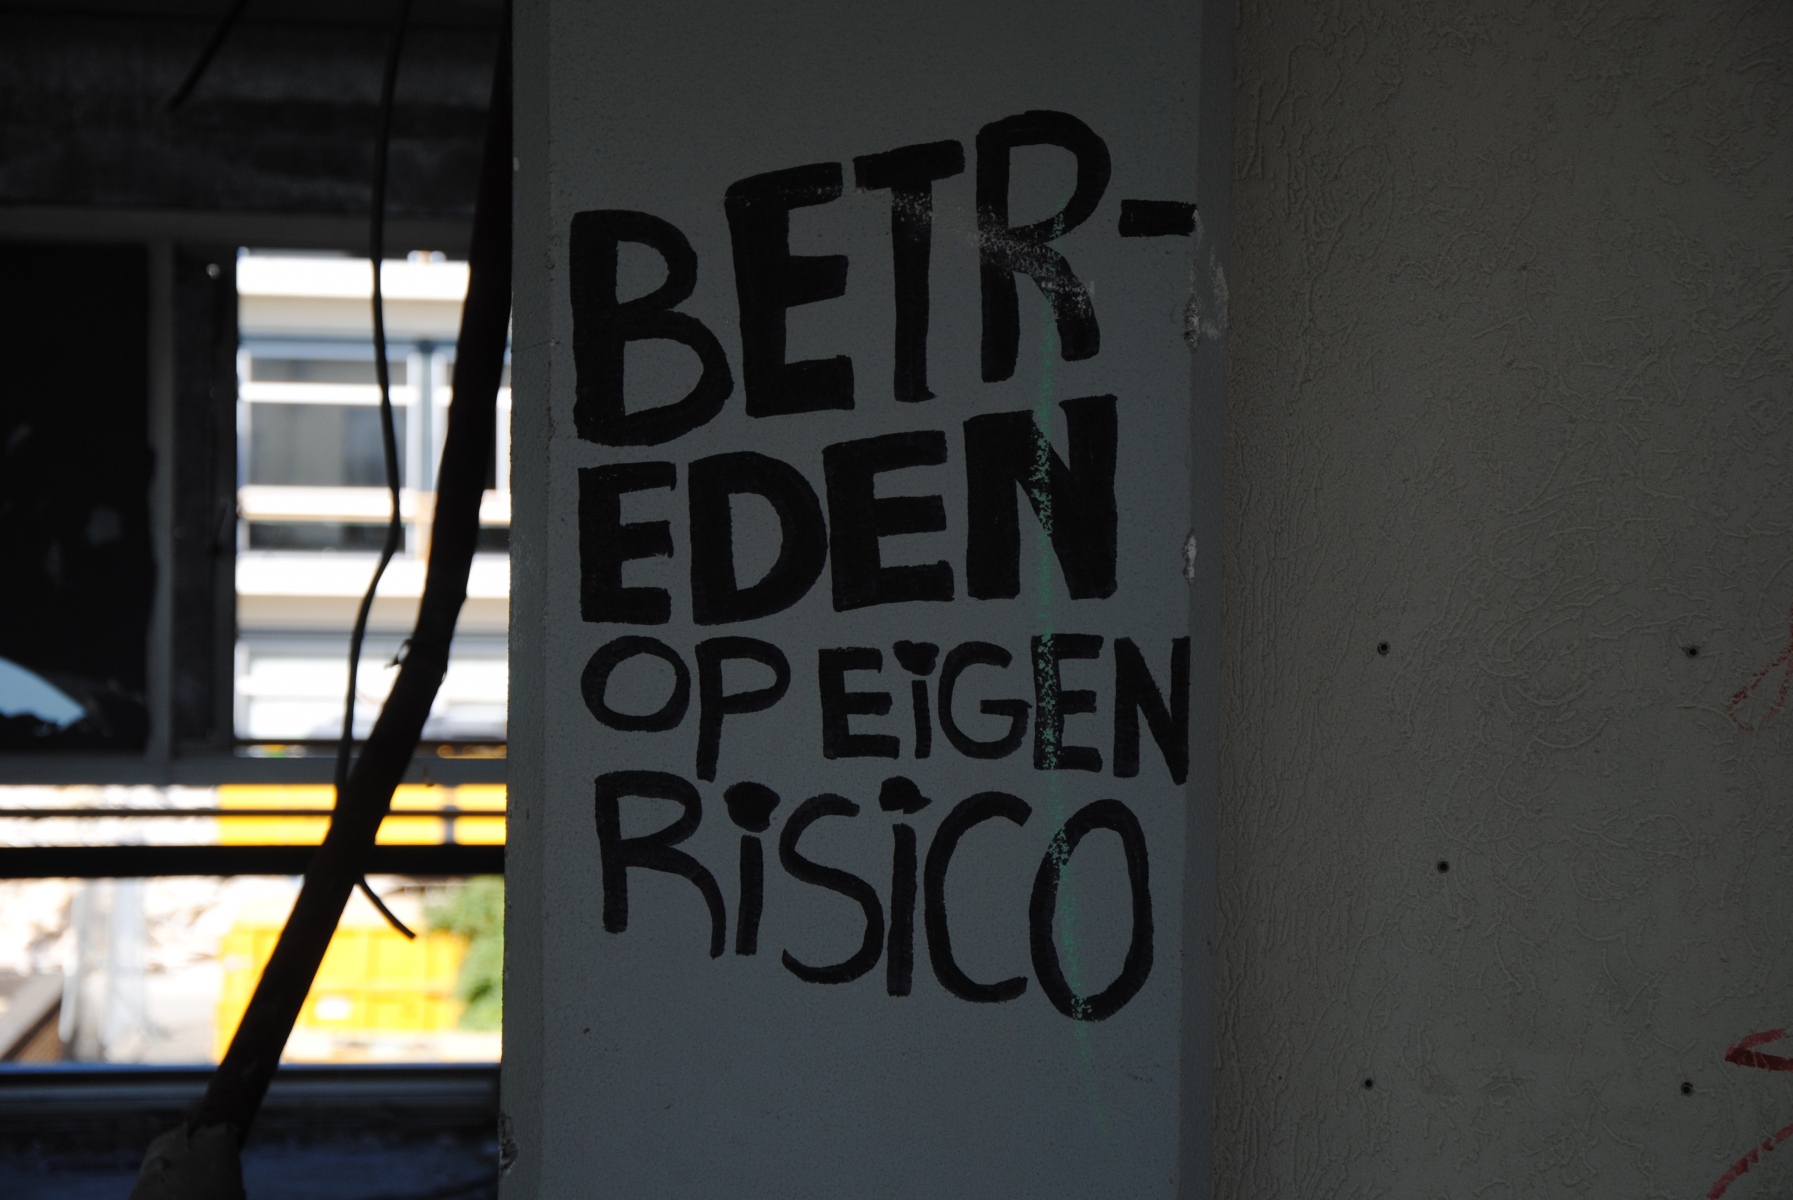 BETR-
EDEN
OP EiGEN
RiSiCO